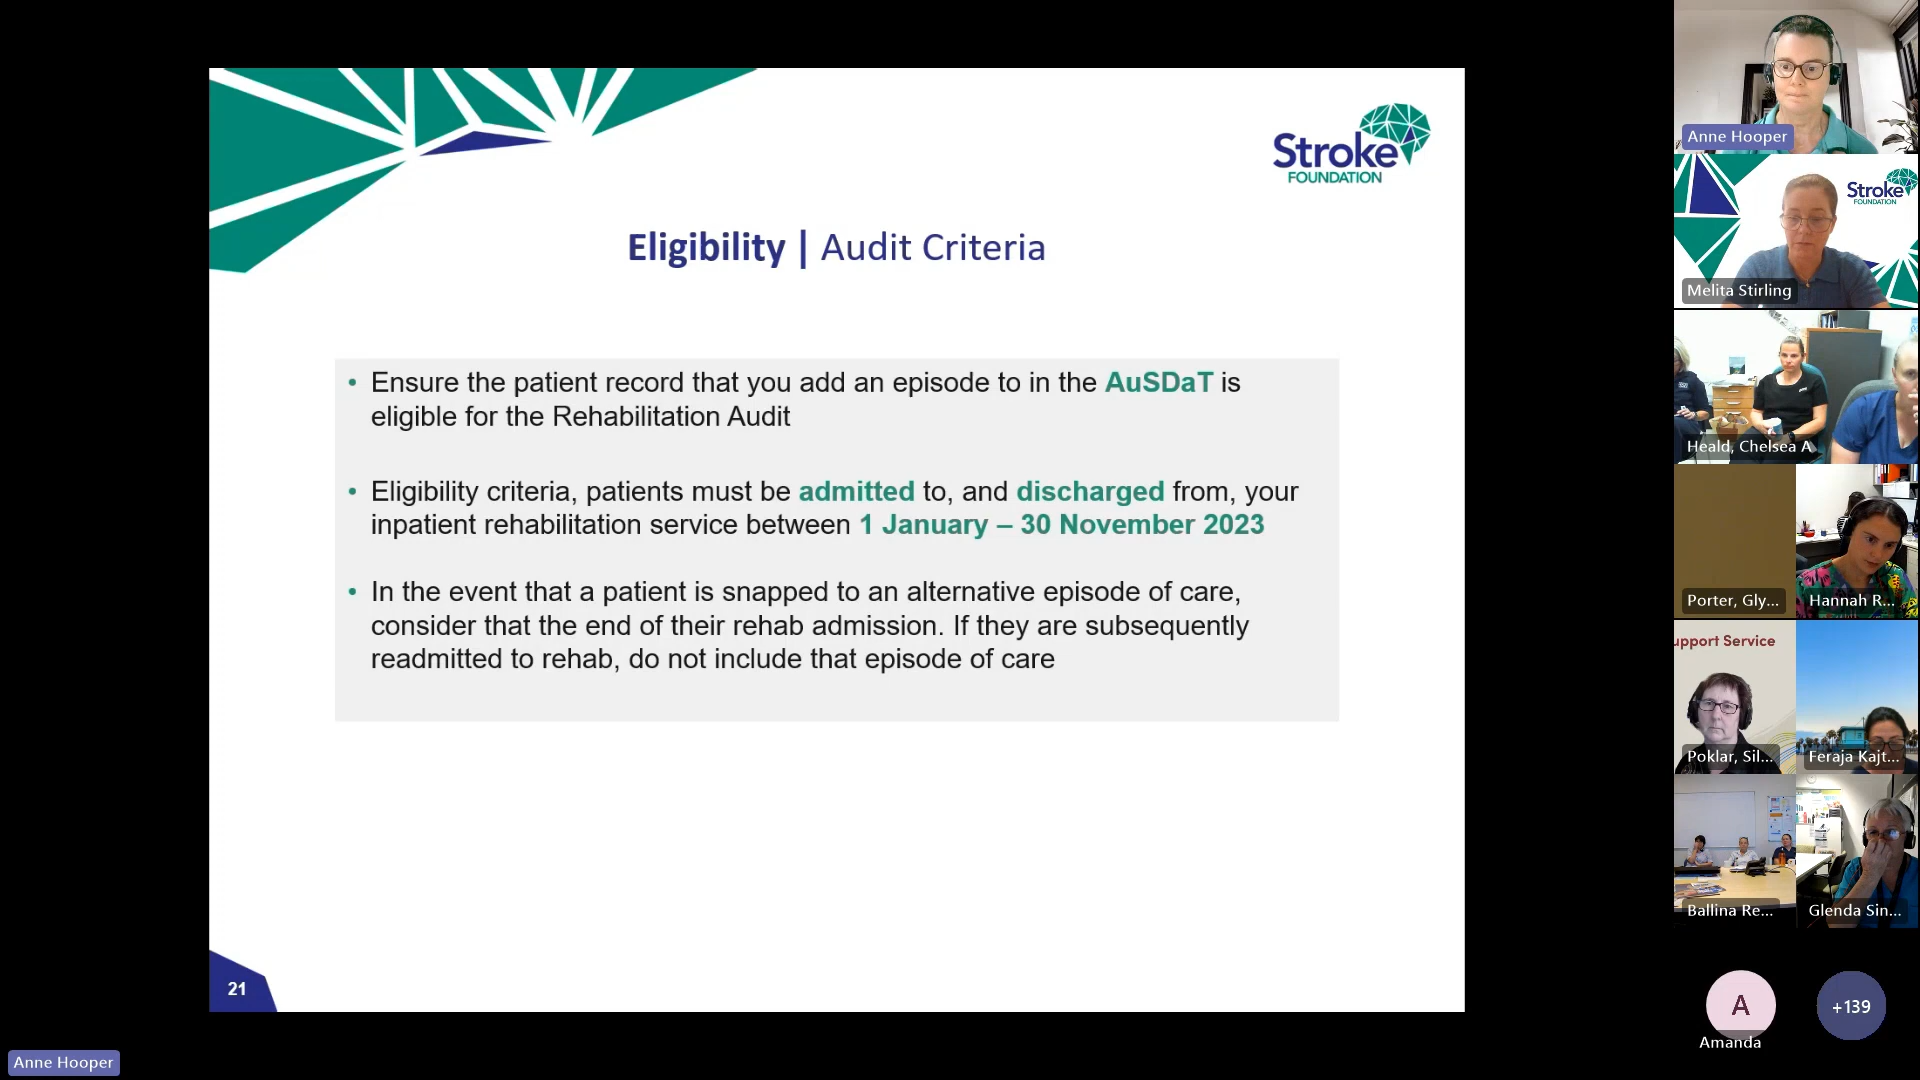 Stroke
FOUNDATION
Eligibility | Audit Criteria
• Ensure the patient record that you add an episode to in the AuSDaT is
eligible for the Rehabilitation Audit
• Eligibility criteria, patients must be admitted to, and discharged from, your
inpatient rehabilitation service between 1 January – 30 November 2023
• In the event that a patient is snapped to an alternative episode of care,
consider that the end of their rehab admission. If they are subsequently
readmitted to rehab, do not include that episode of care
21
Anne Hooper
Anne Hooper
Stroke
FOUNDATION
Melita Stirling
Heald, Chelsea A
Porter, Gly...
Hannah R...
upport Service
Poklar, Sil...
Feraja Kajt...
Ballina Re...
Glenda Sin...
A
Amanda
+139